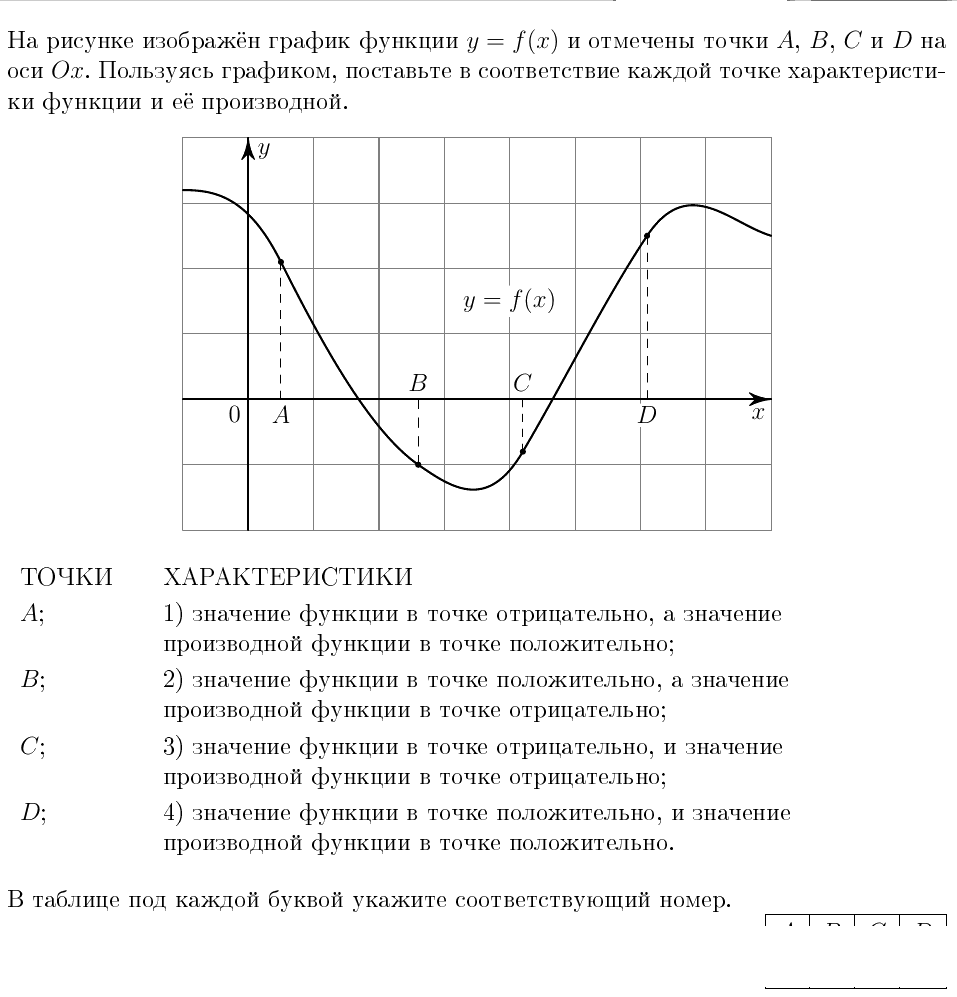 На рисунке изображён график функции y = f(x) и отмечены точки A, B, C и D на
оси Ox. Пользуясь графиком, поставьте в соответствие каждой точке характеристи-
ки функции и её производной.
y
y = f(x)
B C
0 A D x
ТОЧКИ ХАРАКТЕРИСТИКИ
A; 1) значение функции в точке отрицательно, а значение
производной функции в точке положительно;
B; 2) значение функции в точке положительно, а значение
производной функции в точке отрицательно;
C; 3) значение функции в точке отрицательно, и значение
производной функции в точке отрицательно;
D; 4) значение функции в точке положительно, и значение
производной функции в точке положительно.
В таблице под каждой буквой укажите соответствующий номер.